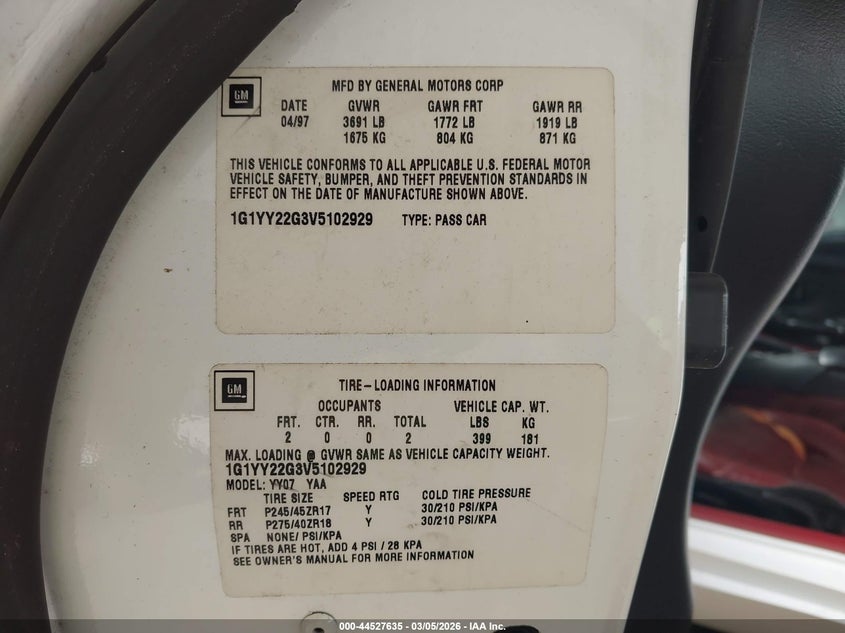 GM
MFD BY GENERAL MOTORS CORP
DATE GVWR GAWR FRT GAWR RR
04/97 3691 LB 1772 LB 1919 LB
1675 KG 804 KG 871 KG
THIS VEHICLE CONFORMS TO ALL APPLICABLE U.S. FEDERAL MOTOR
VEHICLE SAFETY, BUMPER, AND THEFT PREVENTION STANDARDS IN
EFFECT ON THE DATE OF MANUFACTURE SHOWN ABOVE.
1G1YY22G3V5102929 TYPE: PASS CAR
GM
TIRE-LOADING INFORMATION
OCCUPANTS VEHICLE CAP. WT.
FRT. CTR. RR. TOTAL LBS KG
2 0 0 2 399 181
MAX. LOADING @ GVWR SAME AS VEHICLE CAPACITY WEIGHT.
1G1YY22G3V5102929
MODEL: YY07 YAA
TIRE SIZE SPEED RTG COLD TIRE PRESSURE
FRT P245/45ZR17 Y 30/210 PSI/KPA
RR P275/40ZR18 Y 30/210 PSI/KPA
SPA NONE/ PSI/KPA
IF TIRES ARE HOT, ADD 4 PSI / 28 KPA
SEE OWNER'S MANUAL FOR MORE INFORMATION
000-44527635 - 03/05/2026 - IAA Inc.